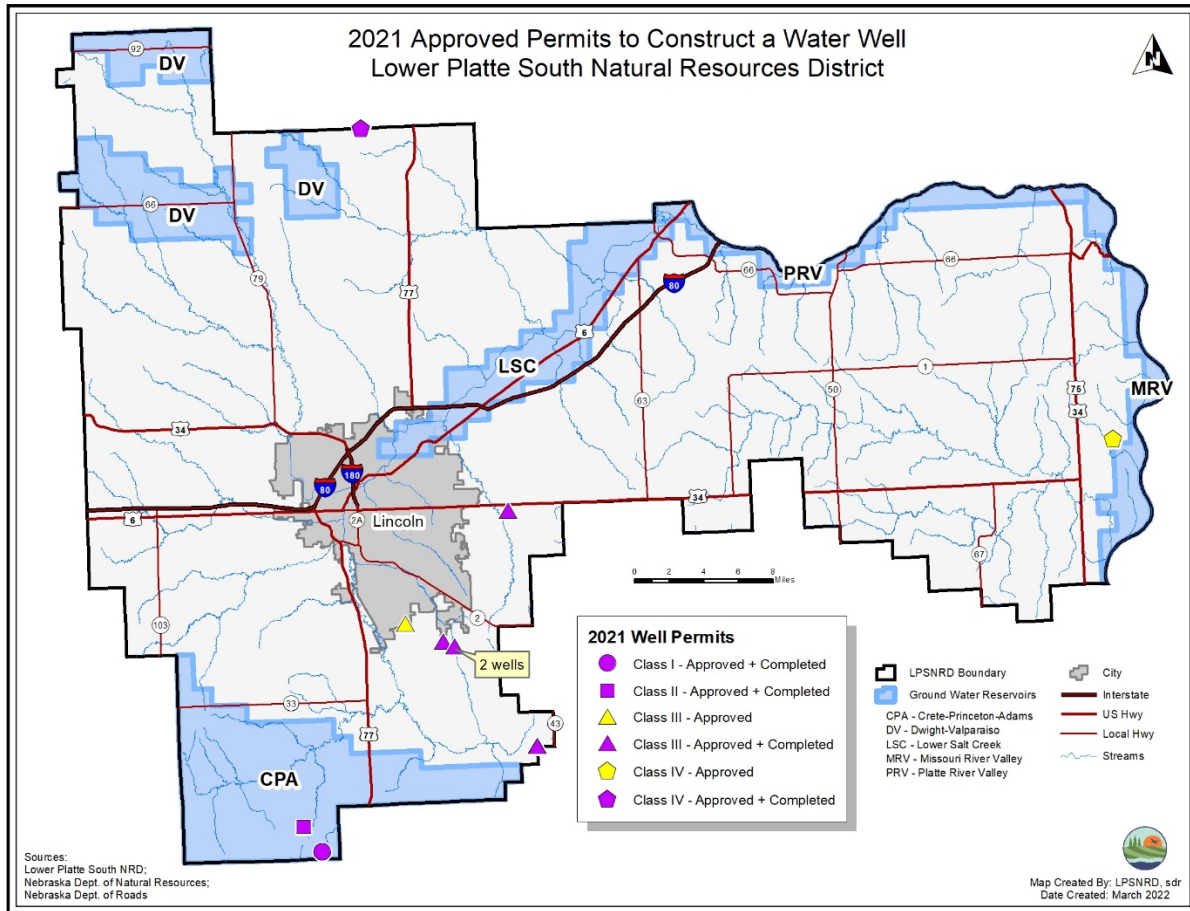 2021 Approved Permits to Construct a Water Well
Lower Platte South Natural Resources District
N
92
DV
DV
66
DV
79
77
66
PRV
66
80
6
LSC
63
1
50
75
34
MRV
34
180
80
6
2A
Lincoln
34
67
103
2
2 wells
33
77
43
CPA
0 2 4 6 8
Miles
2021 Well Permits
Class I - Approved + Completed
Class II - Approved + Completed
Class III - Approved
Class III - Approved + Completed
Class IV - Approved
Class IV - Approved + Completed
LPSNRD Boundary
Ground Water Reservoirs
CPA - Crete-Princeton-Adams
DV - Dwight-Valparaiso
LSC - Lower Salt Creek
MRV - Missouri River Valley
PRV - Platte River Valley
City
Interstate
US Hwy
Local Hwy
Streams
Sources:
Lower Platte South NRD;
Nebraska Dept. of Natural Resources;
Nebraska Dept. of Roads
Map Created By: LPSNRD, sdr
Date Created: March 2022